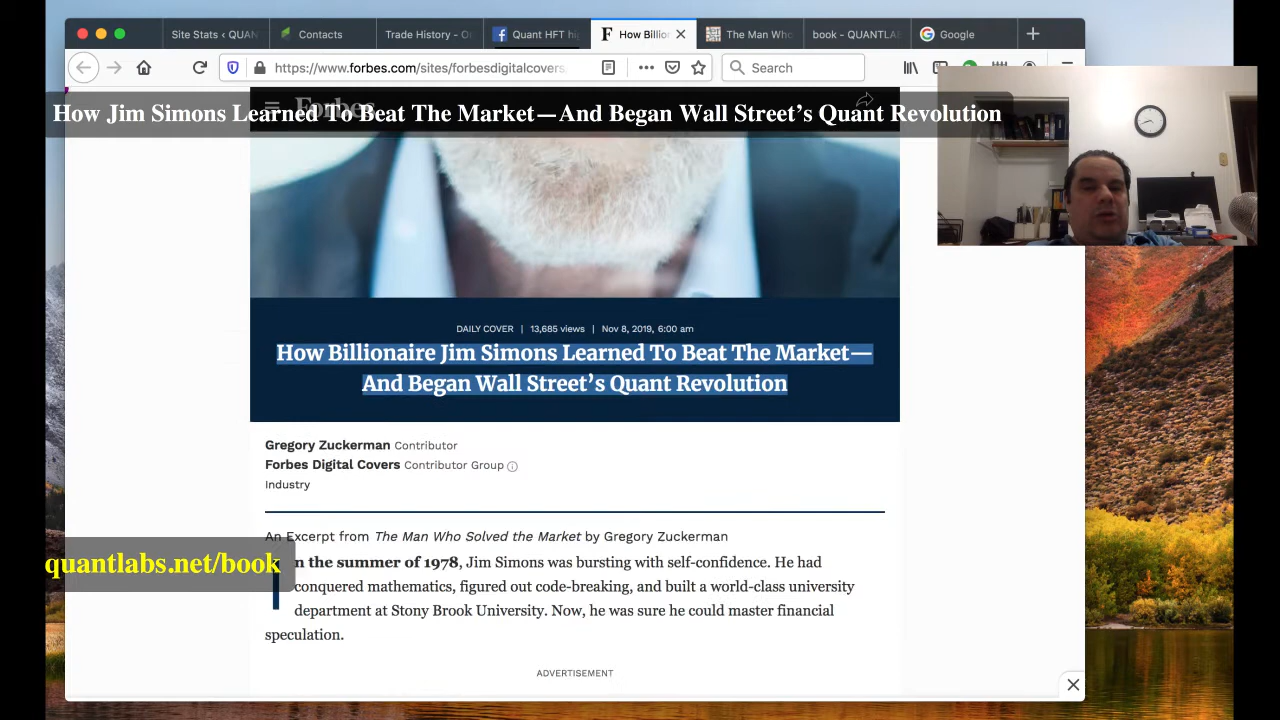 Site Stats ‹ QUAN
Contacts
Trade History - O
Quant HFT hi
How Billio
The Man Who
book - QUANTLAB
Google
https://www.forbes.com/sites/forbesdigitalcovers
Search
Forbes
How Jim Simons Learned To Beat The Market—And Began Wall Street's Quant Revolution
DAILY COVER | 13,685 views | Nov 8, 2019, 6:00 am
How Billionaire Jim Simons Learned To Beat The Market—
And Began Wall Street's Quant Revolution
Gregory Zuckerman Contributor
Forbes Digital Covers Contributor Group
Industry
An Excerpt from The Man Who Solved the Market by Gregory Zuckerman
quantlabs.net/book
In the summer of 1978, Jim Simons was bursting with self-confidence. He had
conquered mathematics, figured out code-breaking, and built a world-class university
department at Stony Brook University. Now, he was sure he could master financial
speculation.
ADVERTISEMENT